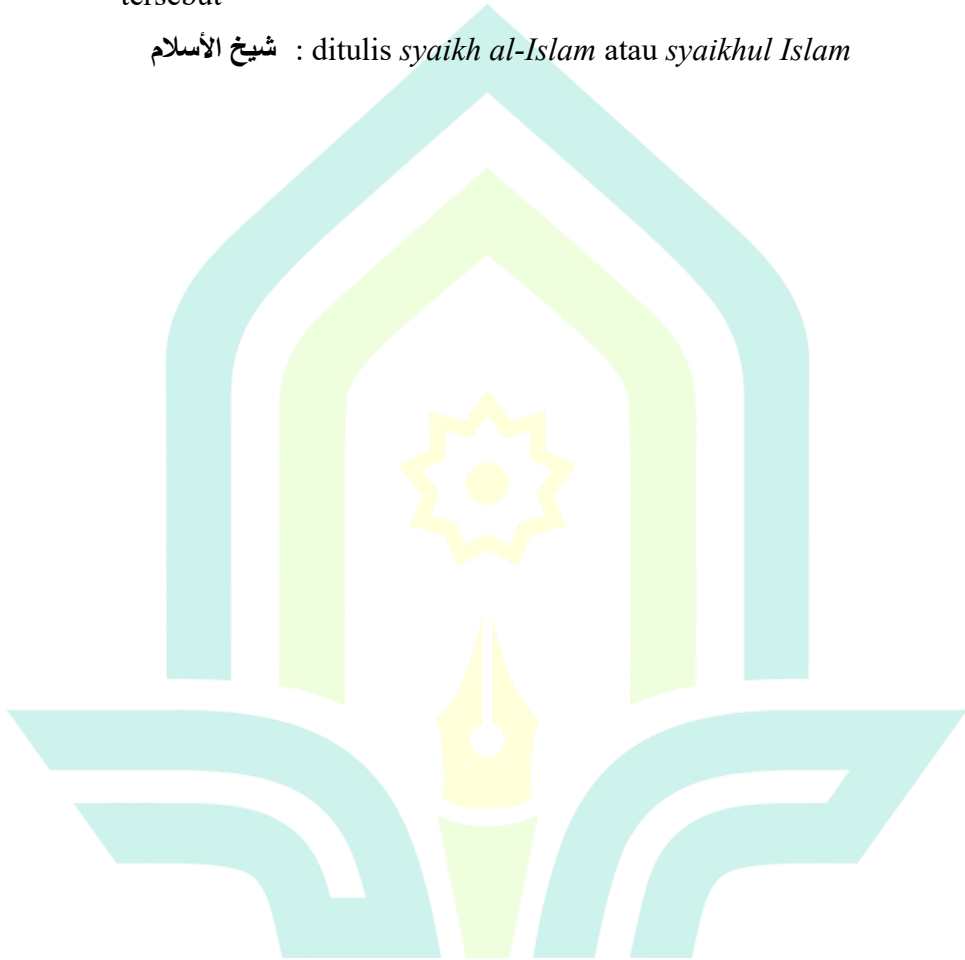 tersebut
شيخ الأسلام : ditulis syaikh al-Islam atau syaikhul Islam